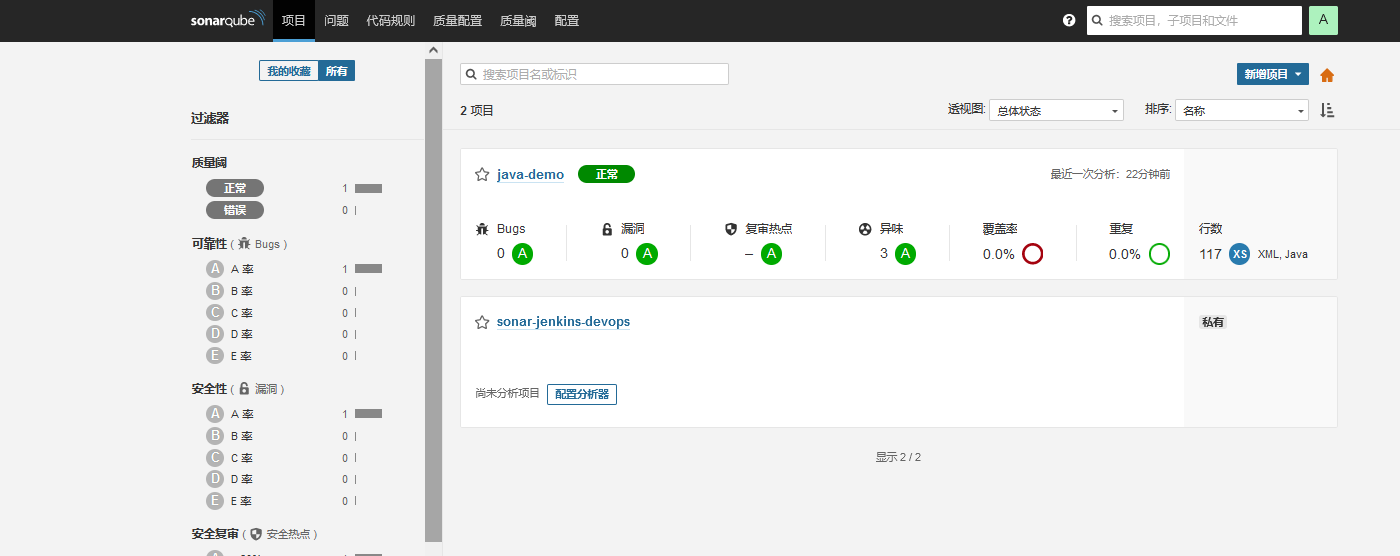 sonarqube 项目 问题 代码规则 质量配置 质量阈 配置 ? 搜索项目，子项目和文件 A
我的收藏 所有
过滤器
质量阈
正常 1
错误 0
可靠性 ( Bugs )
A A 率 1
B B 率 0
C C 率 0
D D 率 0
E E 率 0
安全性 ( 漏洞 )
A A 率 1
B B 率 0
C C 率 0
D D 率 0
E E 率 0
安全复审 ( 安全热点 )
搜索项目名或标识 新增项目
2 项目 透视图: 总体状态 排序: 名称
java-demo 正常 最近一次分析: 22分钟前
Bugs 漏洞 复审热点 异味 覆盖率 重复 行数
0 A 0 A – A 3 A 0.0% 0.0% 117 XS XML, Java
sonar-jenkins-devops 私有
尚未分析项目 配置分析器
显示 2 / 2